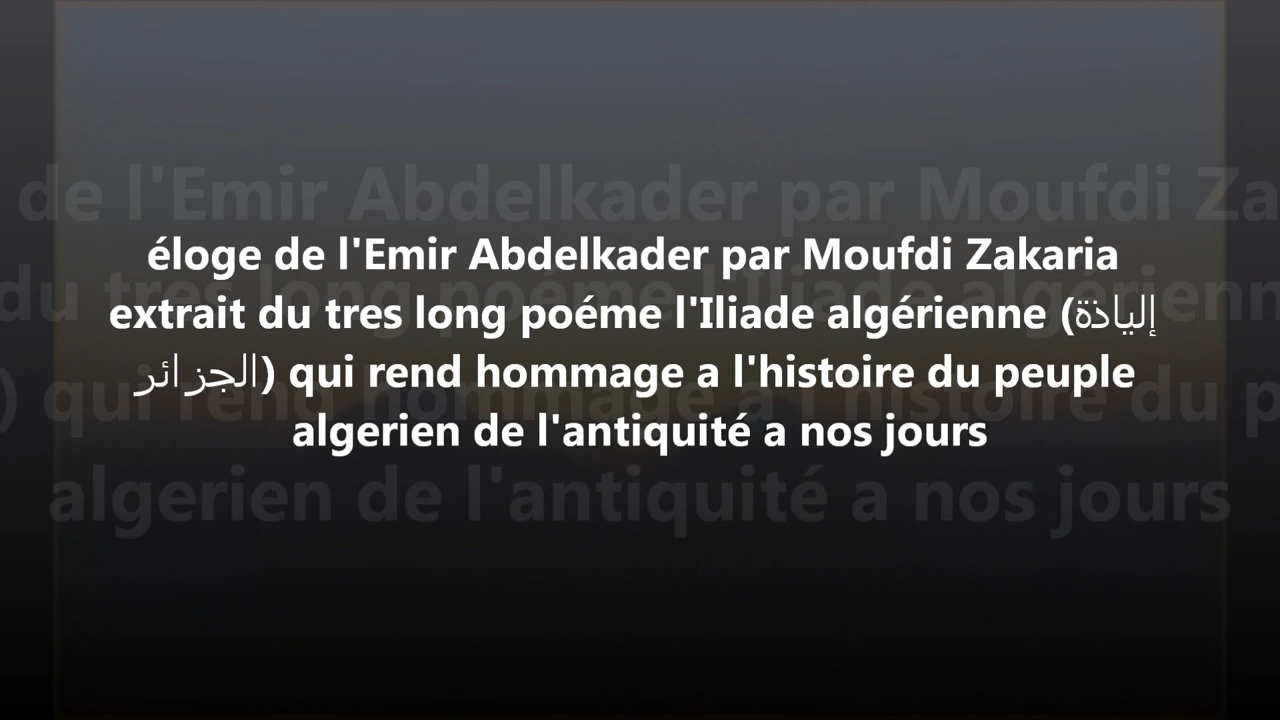 éloge de l'Emir Abdelkader par Moufdi Zakaria
extrait du tres long poéme l'Iliade algérienne (إلياذة
الجزائر) qui rend hommage a l'histoire du peuple
algerien de l'antiquité a nos jours